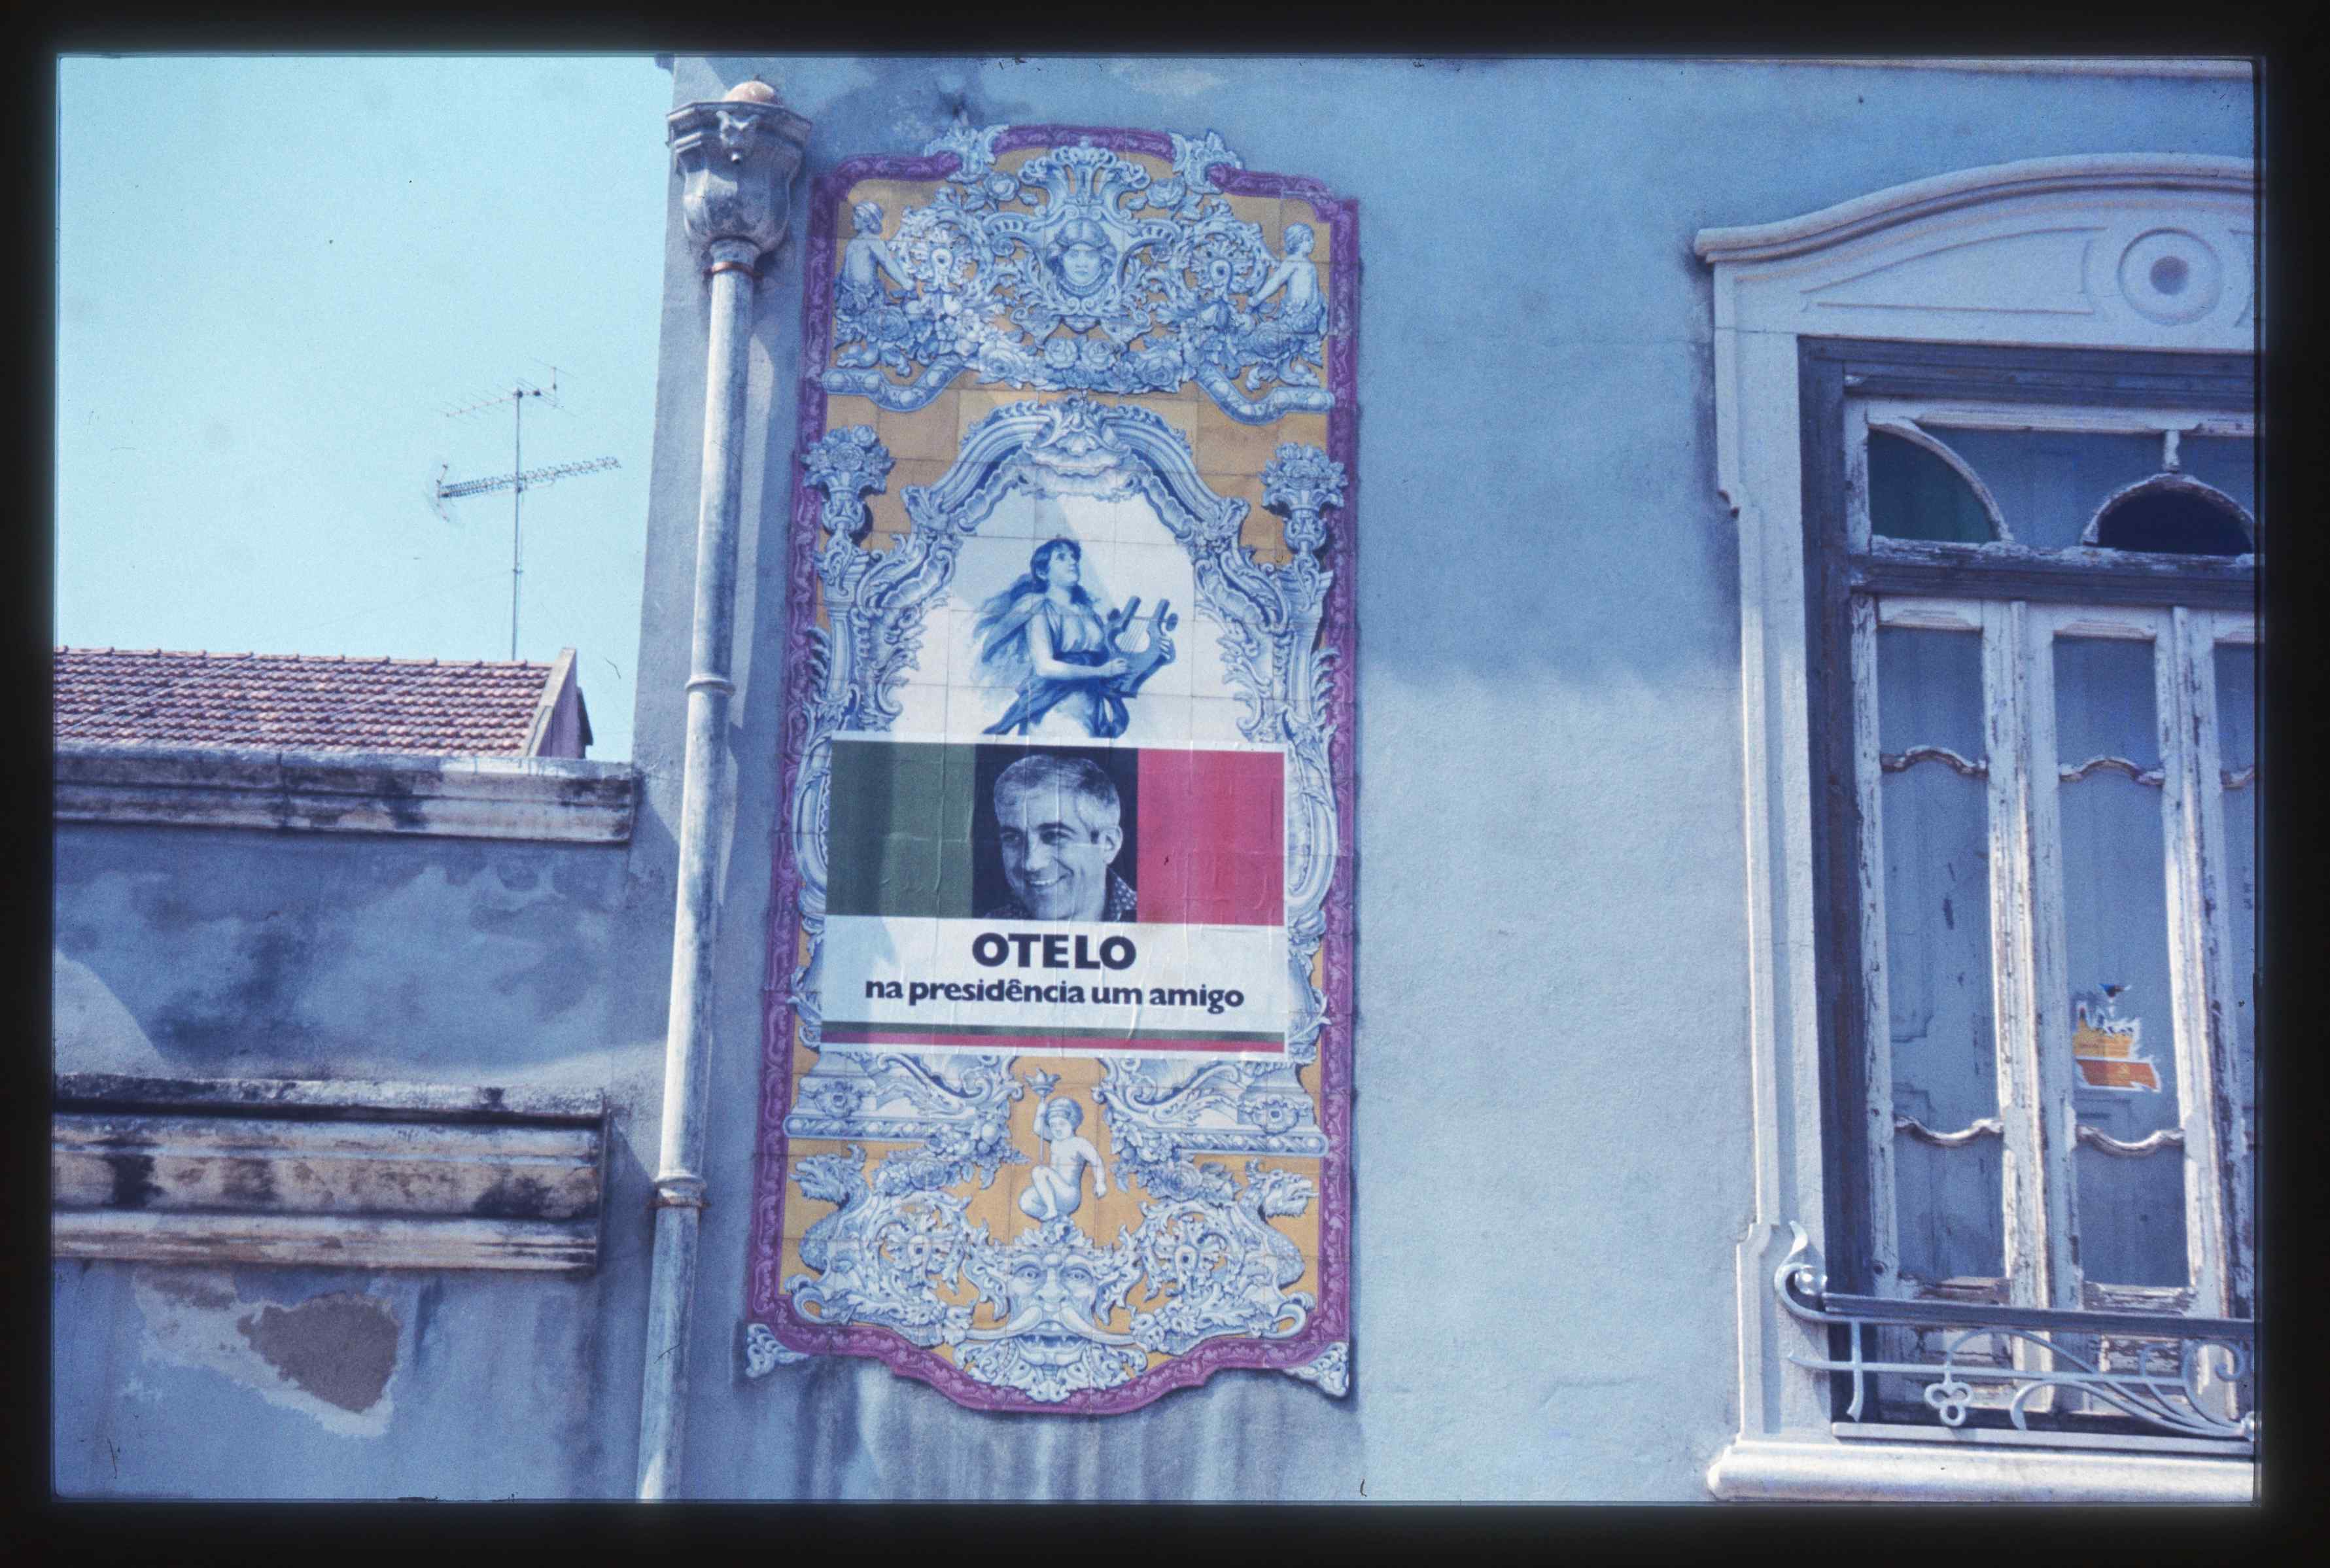 OTELO
na presidência um amigo